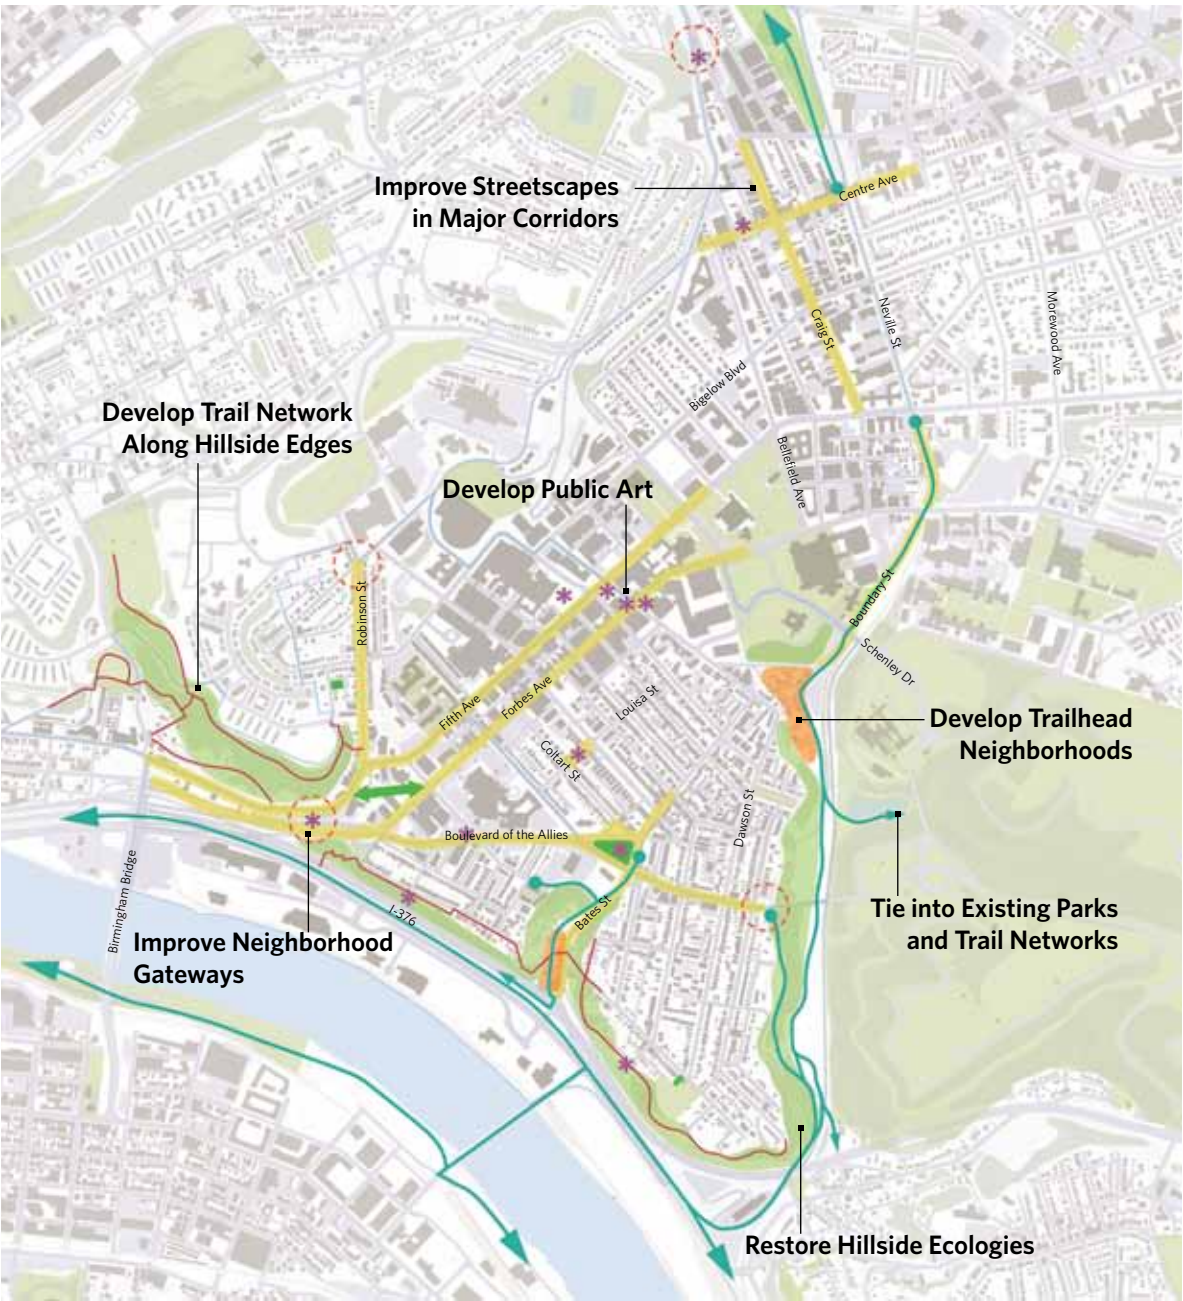 Improve Streetscapes
in Major Corridors
Centre Ave
Craig St
Neville St
Morewood Ave
Bigelow Blvd
Bellefield Ave
Develop Trail Network
Along Hillside Edges
Develop Public Art
Robinson St
Boundary St
Schenley Dr
Fifth Ave
Forbes Ave
Louisa St
Coltart St
Develop Trailhead
Neighborhoods
Dawson St
Boulevard of the Allies
Birmingham Bridge
I-376
Bates St
Tie into Existing Parks
and Trail Networks
Improve Neighborhood
Gateways
Restore Hillside Ecologies